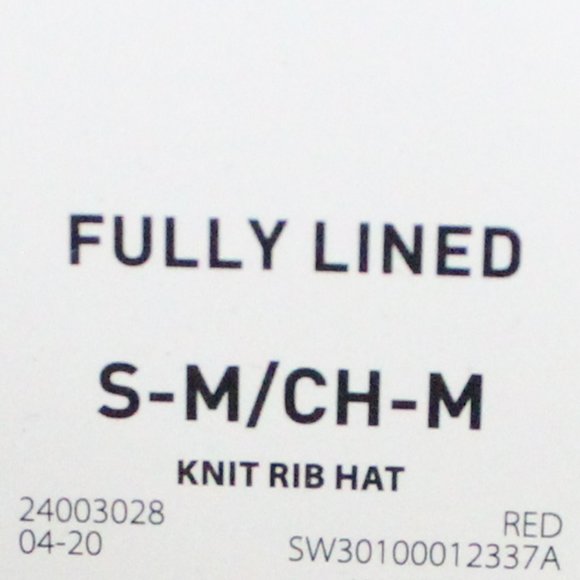 FULLY LINED
S-M/CH-M
KNIT RIB HAT
24003028 RED
04-20 SW30100012337A